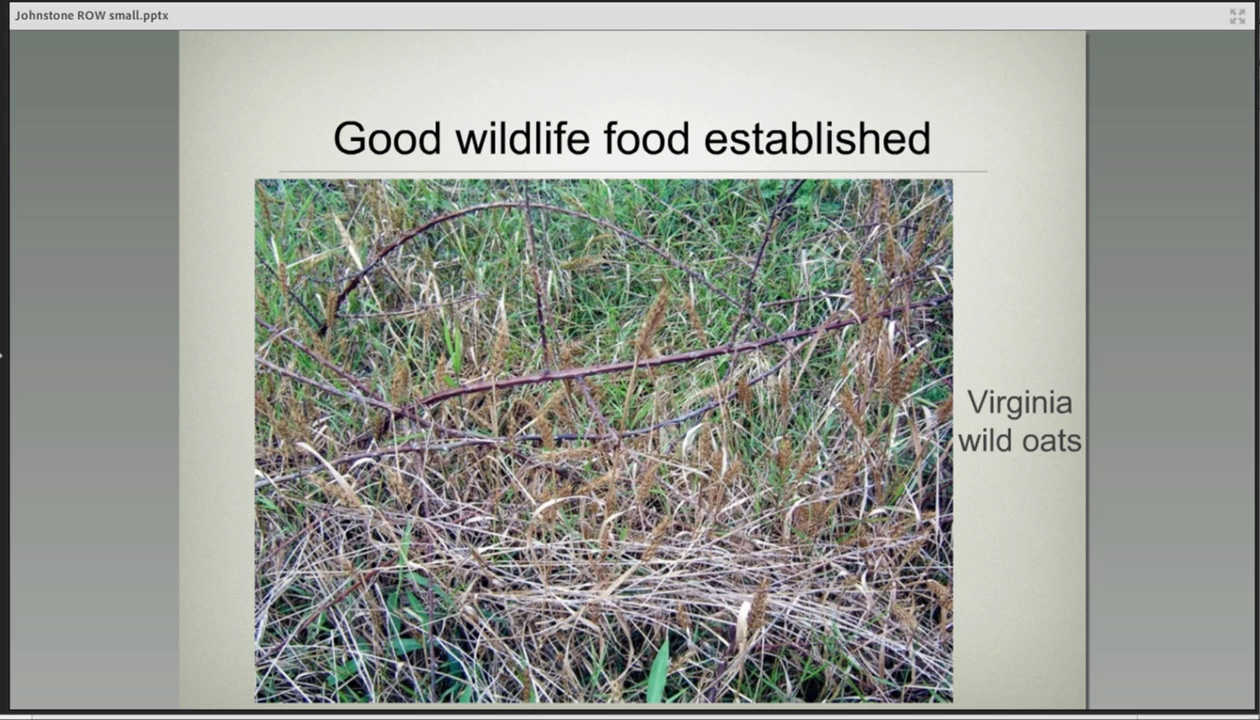 Johnstone ROW small.pptx
Good wildlife food established
Virginia
wild oats